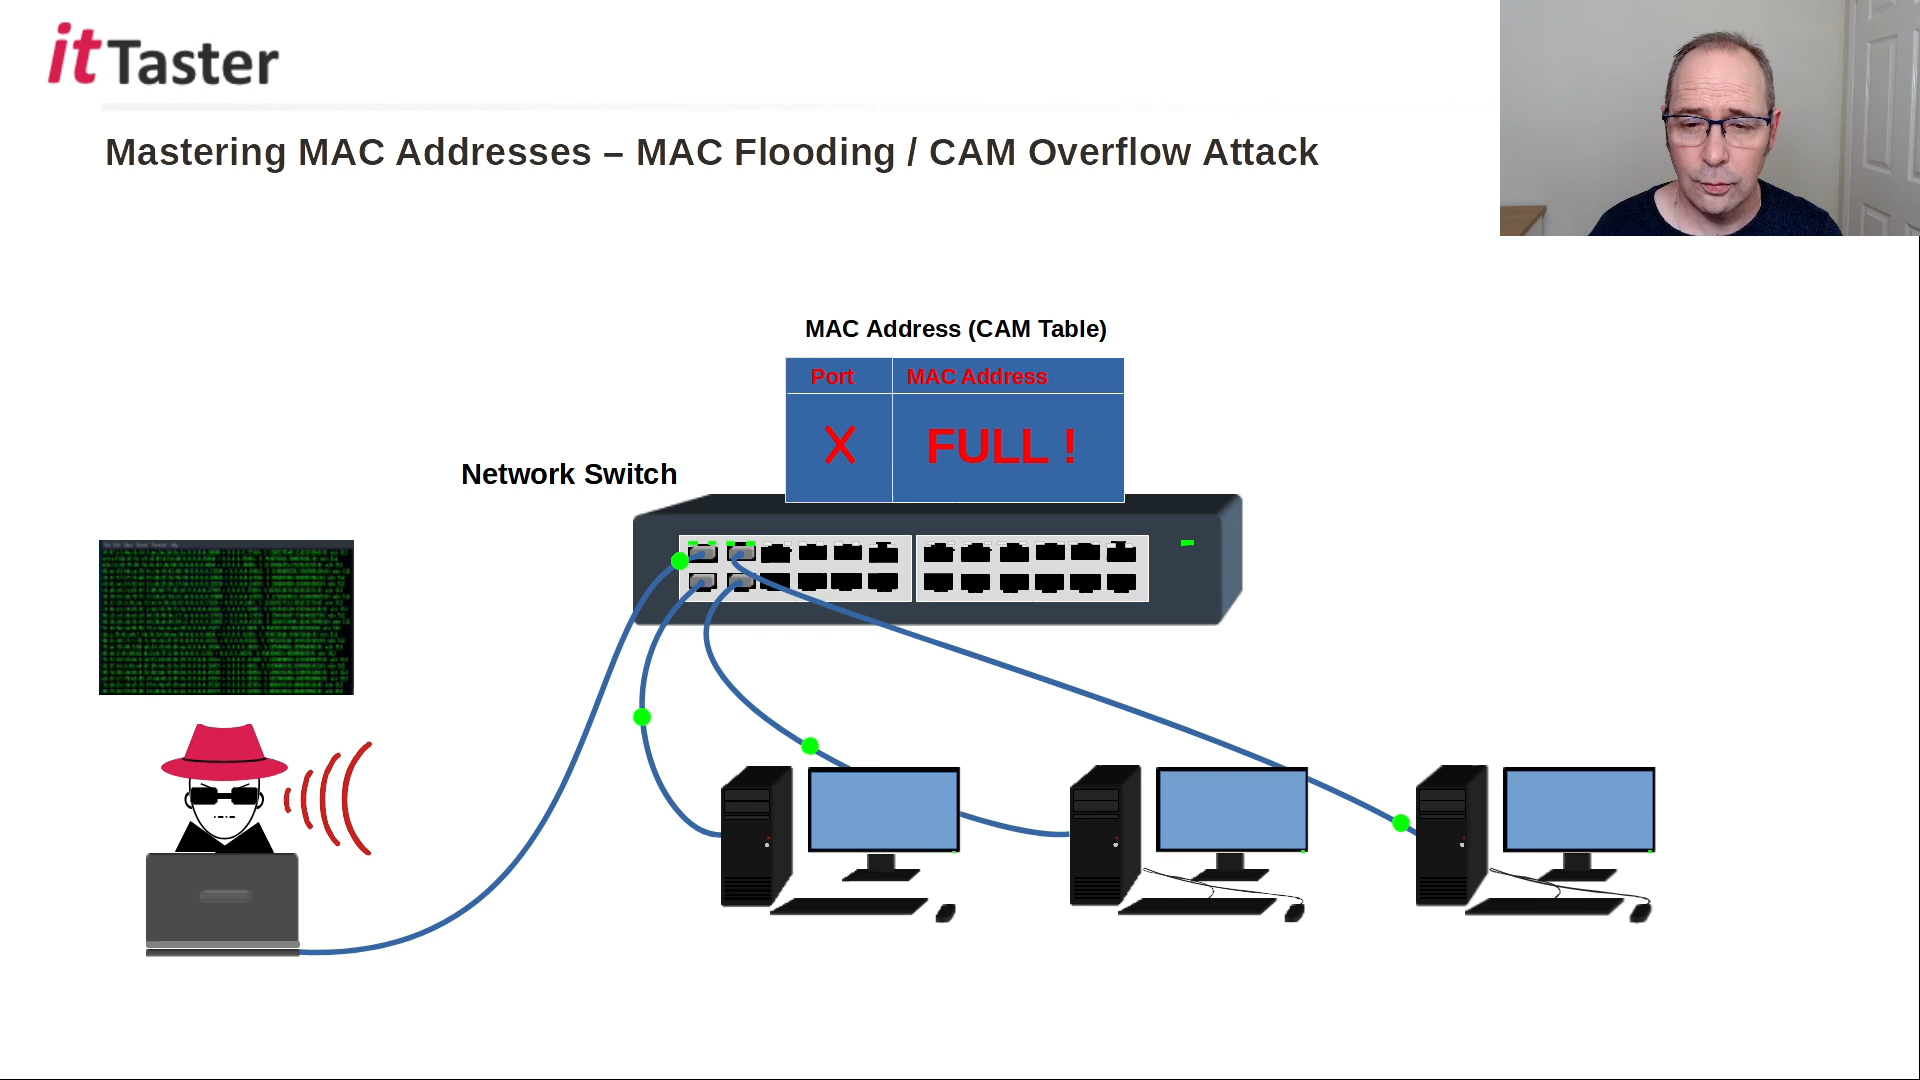 itTaster
Mastering MAC Addresses – MAC Flooding / CAM Overflow Attack
MAC Address (CAM Table)
Port MAC Address
X FULL !
Network Switch